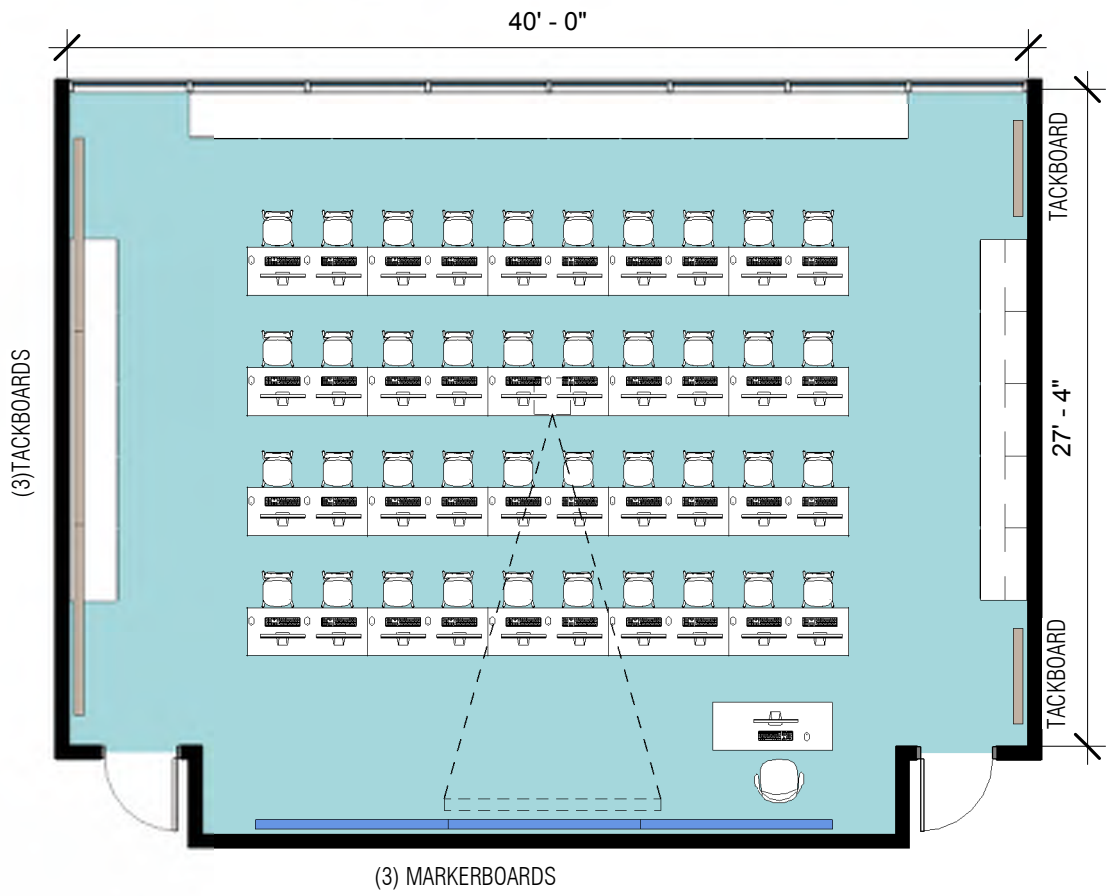 40' - 0"
TACKBOARD
(3)TACKBOARDS
27' - 4"
TACKBOARD
(3) MARKERBOARDS